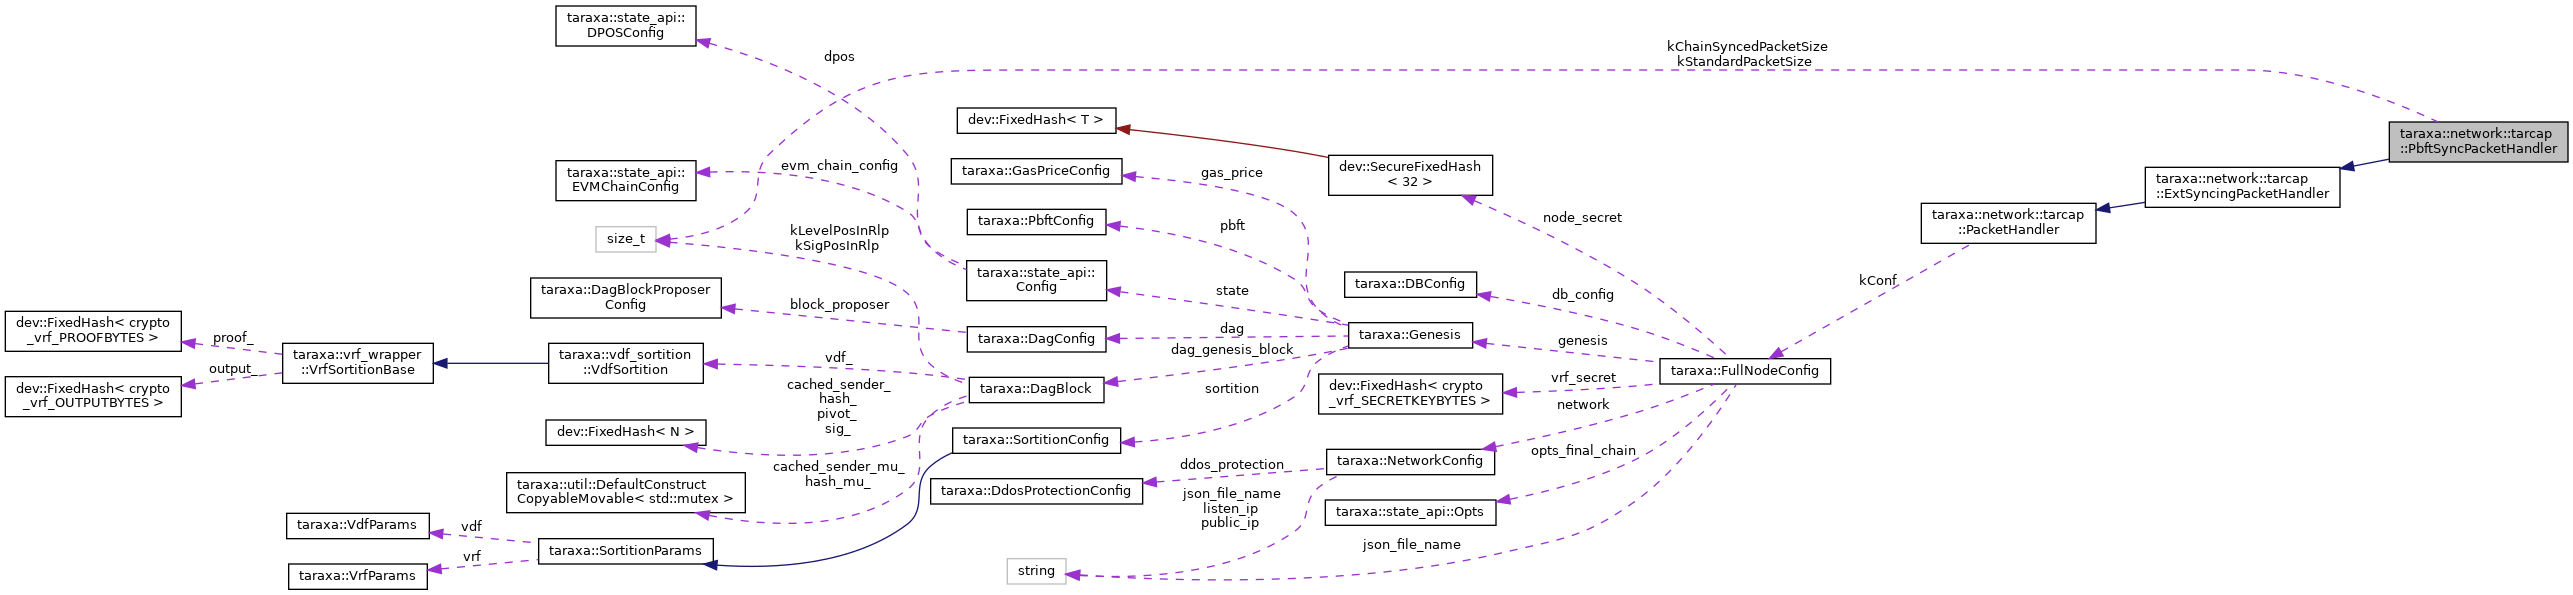 taraxa::state_api::
DPOSConfig
dpos
kChainSyncedPacketSize
kStandardPacketSize
dev::FixedHash< T >
taraxa::network::tarcap
::PbftSyncPacketHandler
taraxa::state_api::
EVMChainConfig
evm_chain_config
taraxa::GasPriceConfig
gas_price
dev::SecureFixedHash
< 32 >
taraxa::network::tarcap
::ExtSyncingPacketHandler
taraxa::PbftConfig
pbft
node_secret
taraxa::network::tarcap
::PacketHandler
size_t
kLevelPosInRlp
kSigPosInRlp
taraxa::state_api::
Config
state
taraxa::DBConfig
db_config
kConf
taraxa::DagBlockProposer
Config
block_proposer
taraxa::DagConfig
dag
taraxa::Genesis
genesis
dev::FixedHash< crypto
_vrf_PROOFBYTES >
proof_
taraxa::vrf_wrapper
::VrfSortitionBase
taraxa::vdf_sortition
::VdfSortition
vdf_
dag_genesis_block
taraxa::FullNodeConfig
dev::FixedHash< crypto
_vrf_OUTPUTBYTES >
output_
cached_sender_
hash_
pivot_
sig_
taraxa::DagBlock
sortition
dev::FixedHash< crypto
_vrf_SECRETKEYBYTES >
vrf_secret
network
dev::FixedHash< N >
taraxa::SortitionConfig
taraxa::NetworkConfig
opts_final_chain
taraxa::util::DefaultConstruct
CopyableMovable< std::mutex >
cached_sender_mu_
hash_mu_
taraxa::DdosProtectionConfig
ddos_protection
json_file_name
listen_ip
public_ip
taraxa::state_api::Opts
taraxa::VdfParams
vdf
taraxa::SortitionParams
json_file_name
taraxa::VrfParams
vrf
string